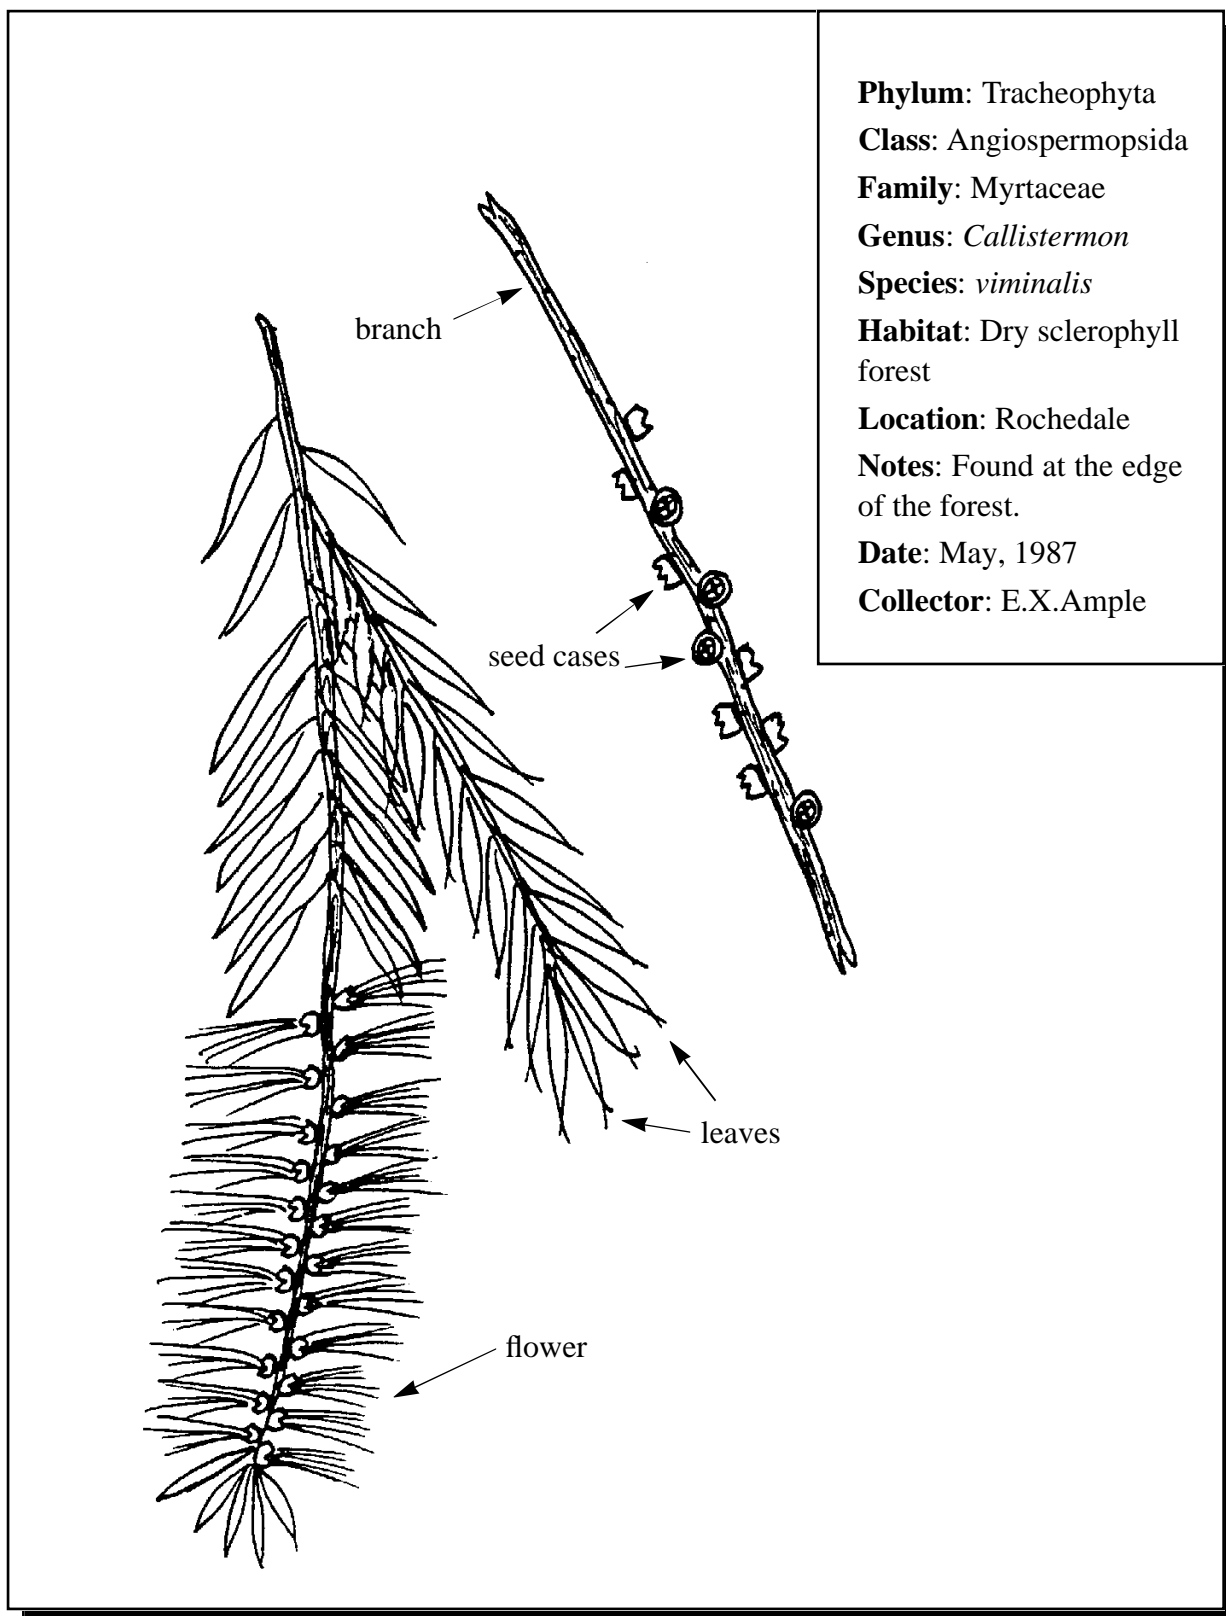 Phylum: Tracheophyta
Class: Angiospermopsida
Family: Myrtaceae
Genus: Callistermon
Species: viminalis
Habitat: Dry sclerophyll
forest
Location: Rochedale
Notes: Found at the edge
of the forest.
Date: May, 1987
Collector: E.X.Ample
branch
seed cases
leaves
flower